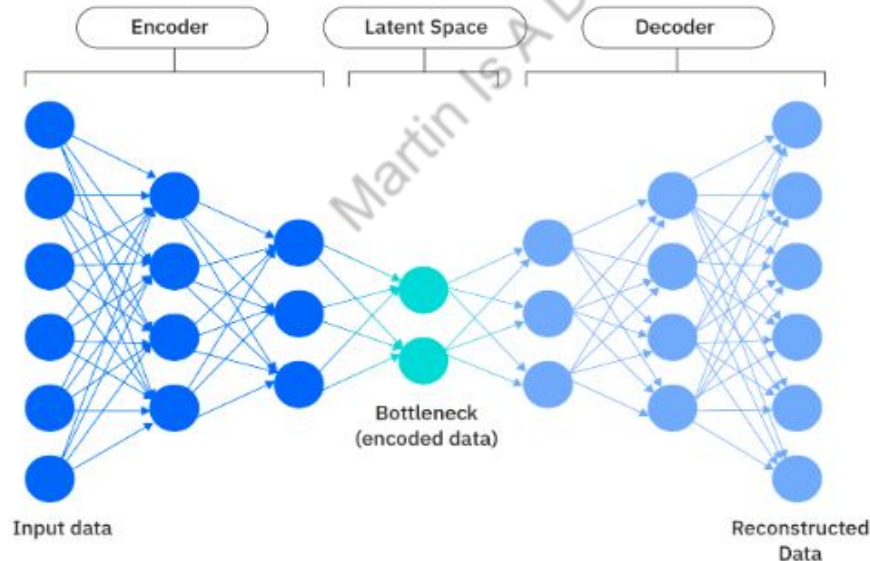 Encoder
Latent Space
Decoder
Martin Is A
Bottleneck
(encoded data)
Input data
Reconstructed
Data